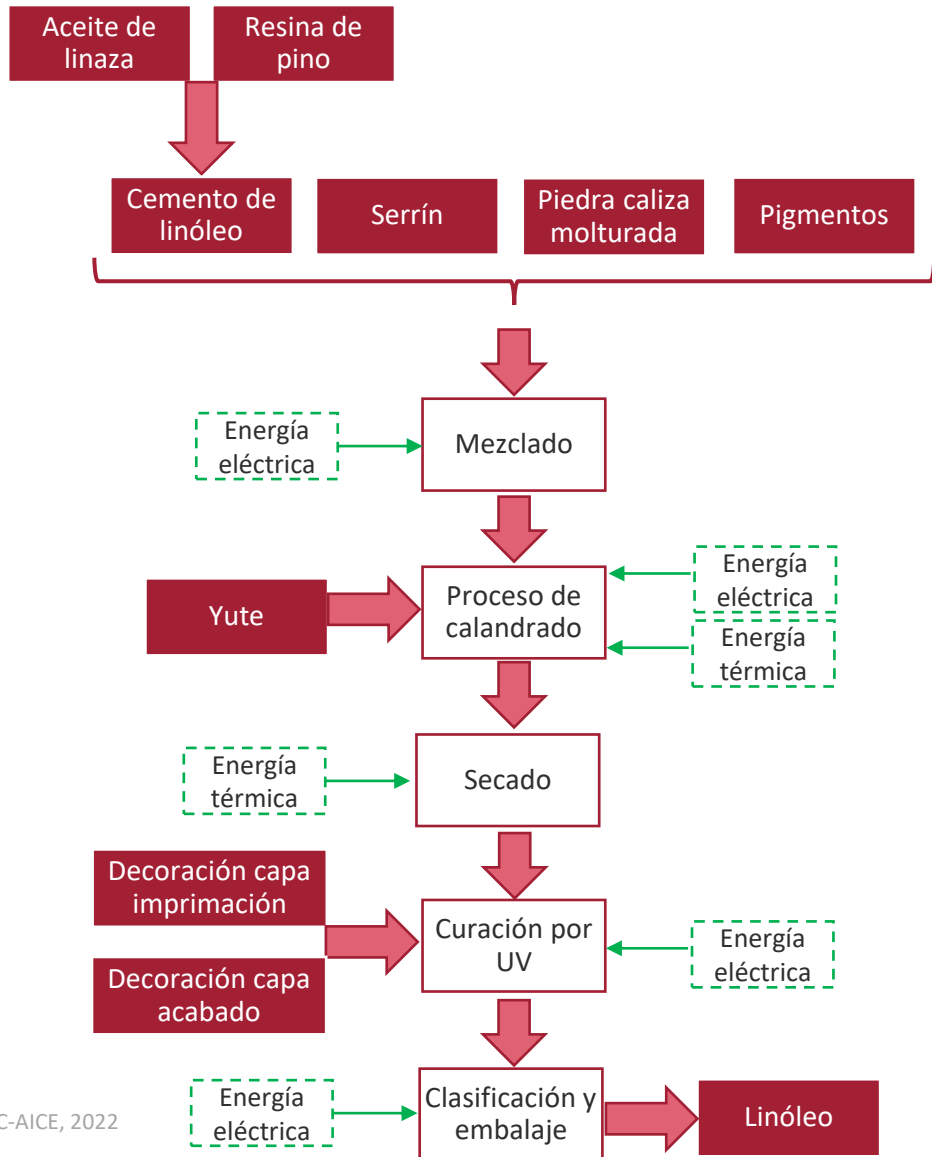 Aceite de
linaza
Resina de
pino
Cemento de
linóleo
Serrín
Piedra caliza
molturada
Pigmentos
Energía
eléctrica
Mezclado
Yute
Proceso de
calandrado
Energía
eléctrica
Energía
térmica
Energía
térmica
Secado
Decoración capa
imprimación
Decoración capa
acabado
Curación por
UV
Energía
eléctrica
Energía
eléctrica
Clasificación y
embalaje
Linóleo
C-AICE, 2022